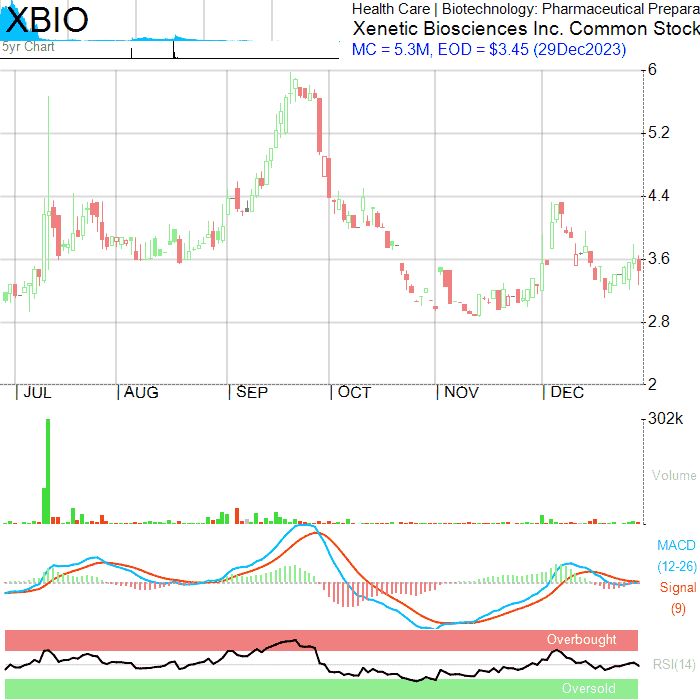 XBIO
5yr Chart
Health Care | Biotechnology: Pharmaceutical Prepara
Xenetic Biosciences Inc. Common Stock
MC = 5.3M, EOD = $3.45 (29Dec2023)
6
5.2
4.4
3.6
2.8
2
| JUL | AUG | SEP | OCT | NOV | DEC
302k
Volume
MACD
(12-26)
Signal
(9)
Overbought
RSI(14)
Oversold